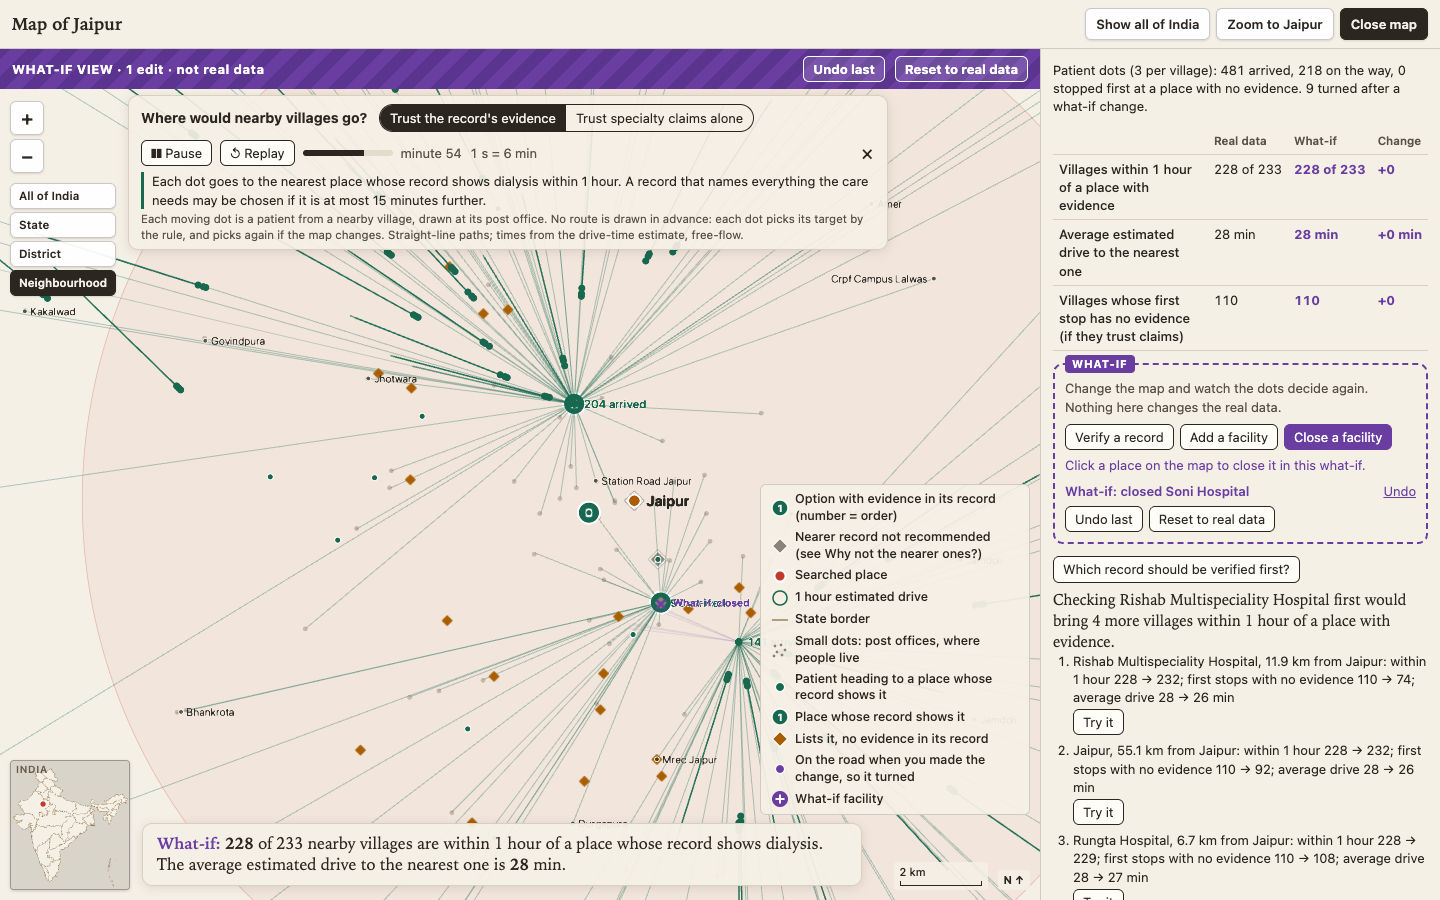 Map of Jaipur
Show all of India
Zoom to Jaipur
Close map
WHAT-IF VIEW · 1 edit · not real data
Undo last
Reset to real data
+
−
All of India
State
District
Neighbourhood
Where would nearby villages go?
Trust the record's evidence
Trust specialty claims alone
Pause
Replay
minute 54
1 s = 6 min
Each dot goes to the nearest place whose record shows dialysis within 1 hour. A record that names everything the care
needs may be chosen if it is at most 15 minutes further.
Each moving dot is a patient from a nearby village, drawn at its post office. No route is drawn in advance: each dot picks its target by
the rule, and picks again if the map changes. Straight-line paths; times from the drive-time estimate, free-flow.
Crpf Campus Lalwas
Kakalwad
Govindpura
Jhotwara
204 arrived
Station Road Jaipur
Jaipur
What-if: closed
14
Bhankrota
Mrec Jaipur
Option with evidence in its record
(number = order)
Nearer record not recommended
(see Why not the nearer ones?)
Searched place
1 hour estimated drive
State border
Small dots: post offices, where
people live
Patient heading to a place whose
record shows it
Place whose record shows it
Lists it, no evidence in its record
On the road when you made the
change, so it turned
What-if facility
INDIA
What-if: 228 of 233 nearby villages are within 1 hour of a place whose record shows dialysis.
The average estimated drive to the nearest one is 28 min.
2 km
N ↑
Patient dots (3 per village): 481 arrived, 218 on the way, 0
stopped first at a place with no evidence. 9 turned after a
what-if change.
Real data What-if Change
Villages within 1 hour
of a place with
evidence
228 of 233 228 of 233 +0
Average estimated
drive to the nearest
one
28 min 28 min +0 min
Villages whose first
stop has no evidence
(if they trust claims)
110 110 +0
WHAT-IF
Change the map and watch the dots decide again.
Nothing here changes the real data.
Verify a record
Add a facility
Close a facility
Click a place on the map to close it in this what-if.
What-if: closed Soni Hospital
Undo
Undo last
Reset to real data
Which record should be verified first?
Checking Rishab Multispeciality Hospital first would
bring 4 more villages within 1 hour of a place with
evidence.
1. Rishab Multispeciality Hospital, 11.9 km from Jaipur: within
1 hour 228 → 232; first stops with no evidence 110 → 74;
average drive 28 → 26 min
Try it
2. Jaipur, 55.1 km from Jaipur: within 1 hour 228 → 232; first
stops with no evidence 110 → 92; average drive 28 → 26
min
Try it
3. Rungta Hospital, 6.7 km from Jaipur: within 1 hour 228 →
229; first stops with no evidence 110 → 108; average drive
28 → 27 min
Try it